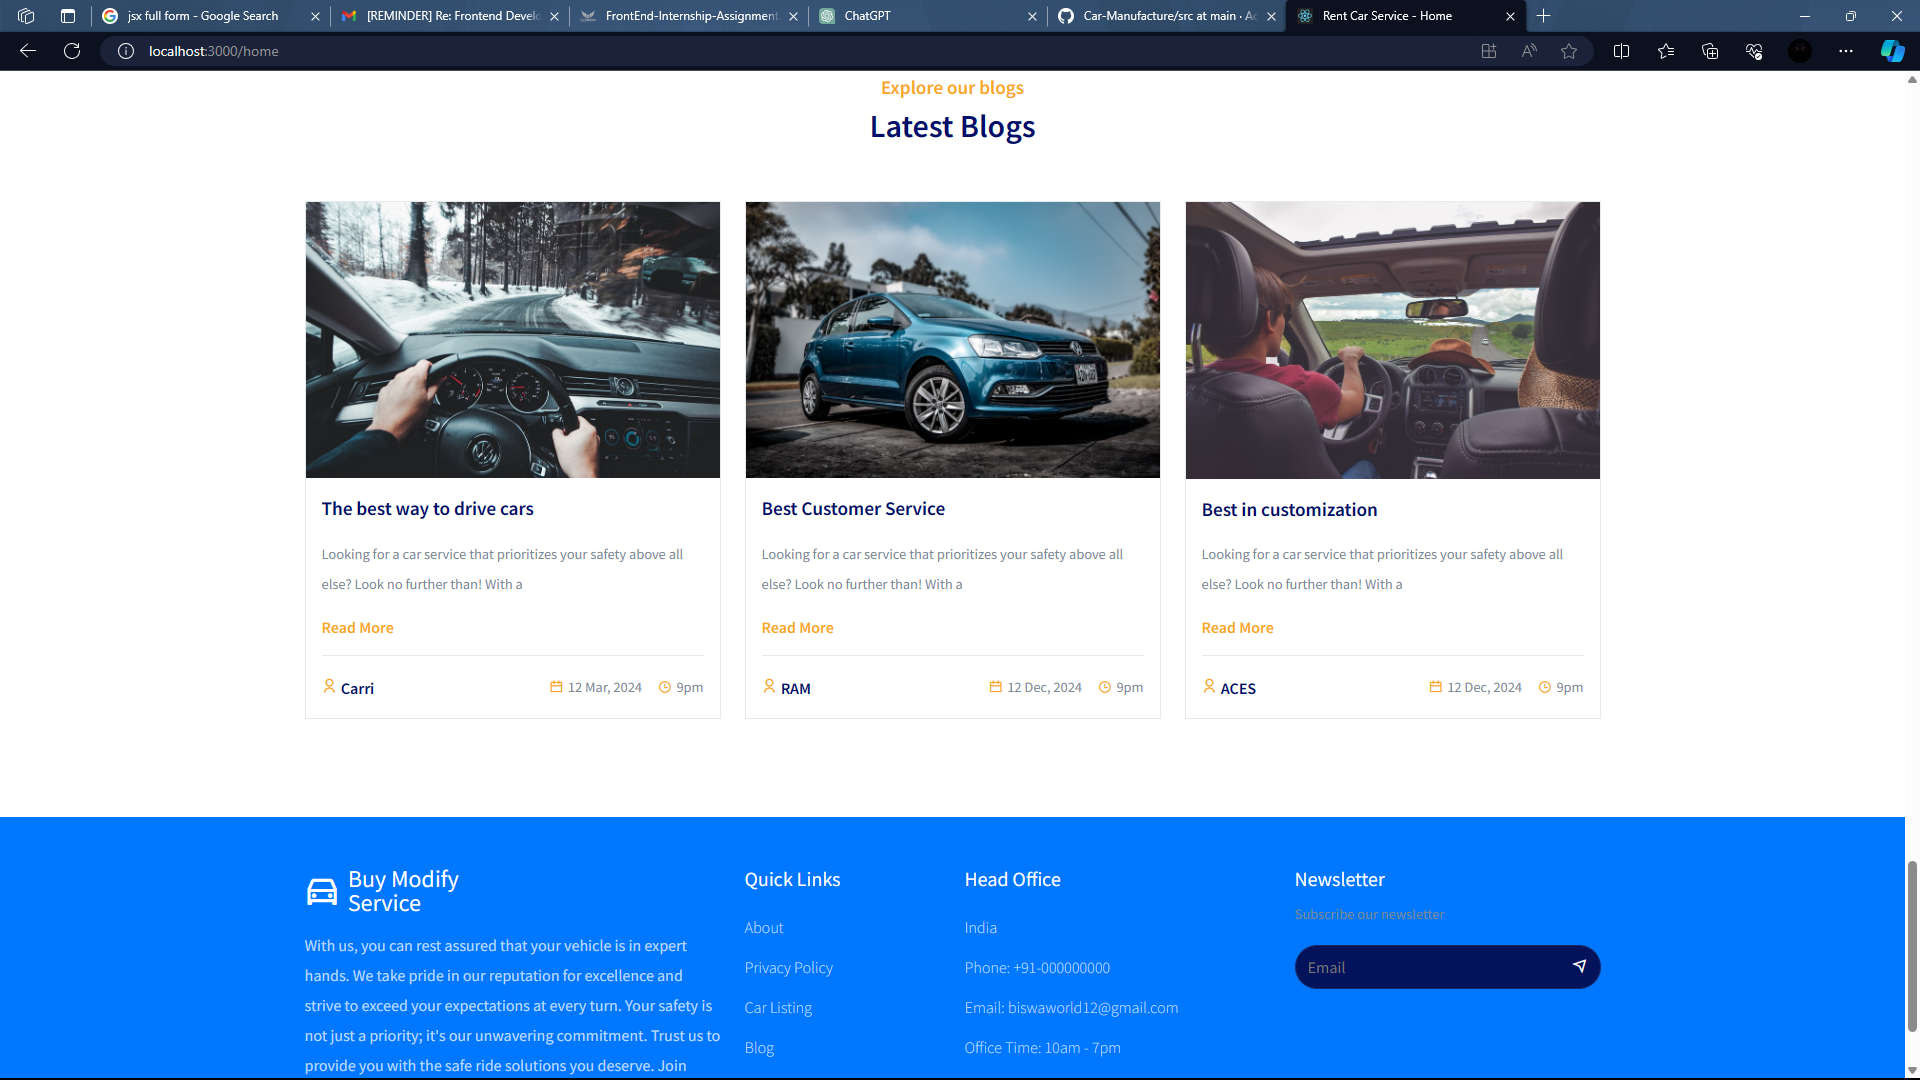 jsx full form - Google Search
[REMINDER] Re: Frontend Develo
FrontEnd-Internship-Assignment
ChatGPT
Car-Manufacture/src at main · Ac
Rent Car Service - Home
localhost:3000/home
Explore our blogs
Latest Blogs
The best way to drive cars
Looking for a car service that prioritizes your safety above all
else? Look no further than! With a
Read More
Carri
12 Mar, 2024
9pm
Best Customer Service
Looking for a car service that prioritizes your safety above all
else? Look no further than! With a
Read More
RAM
12 Dec, 2024
9pm
Best in customization
Looking for a car service that prioritizes your safety above all
else? Look no further than! With a
Read More
ACES
12 Dec, 2024
9pm
Buy Modify
Service
With us, you can rest assured that your vehicle is in expert
hands. We take pride in our reputation for excellence and
strive to exceed your expectations at every turn. Your safety is
not just a priority; it's our unwavering commitment. Trust us to
provide you with the safe ride solutions you deserve. Join
Quick Links
About
Privacy Policy
Car Listing
Blog
Head Office
India
Phone: +91-000000000
Email: biswaworld12@gmail.com
Office Time: 10am - 7pm
Newsletter
Subscribe our newsletter
Email